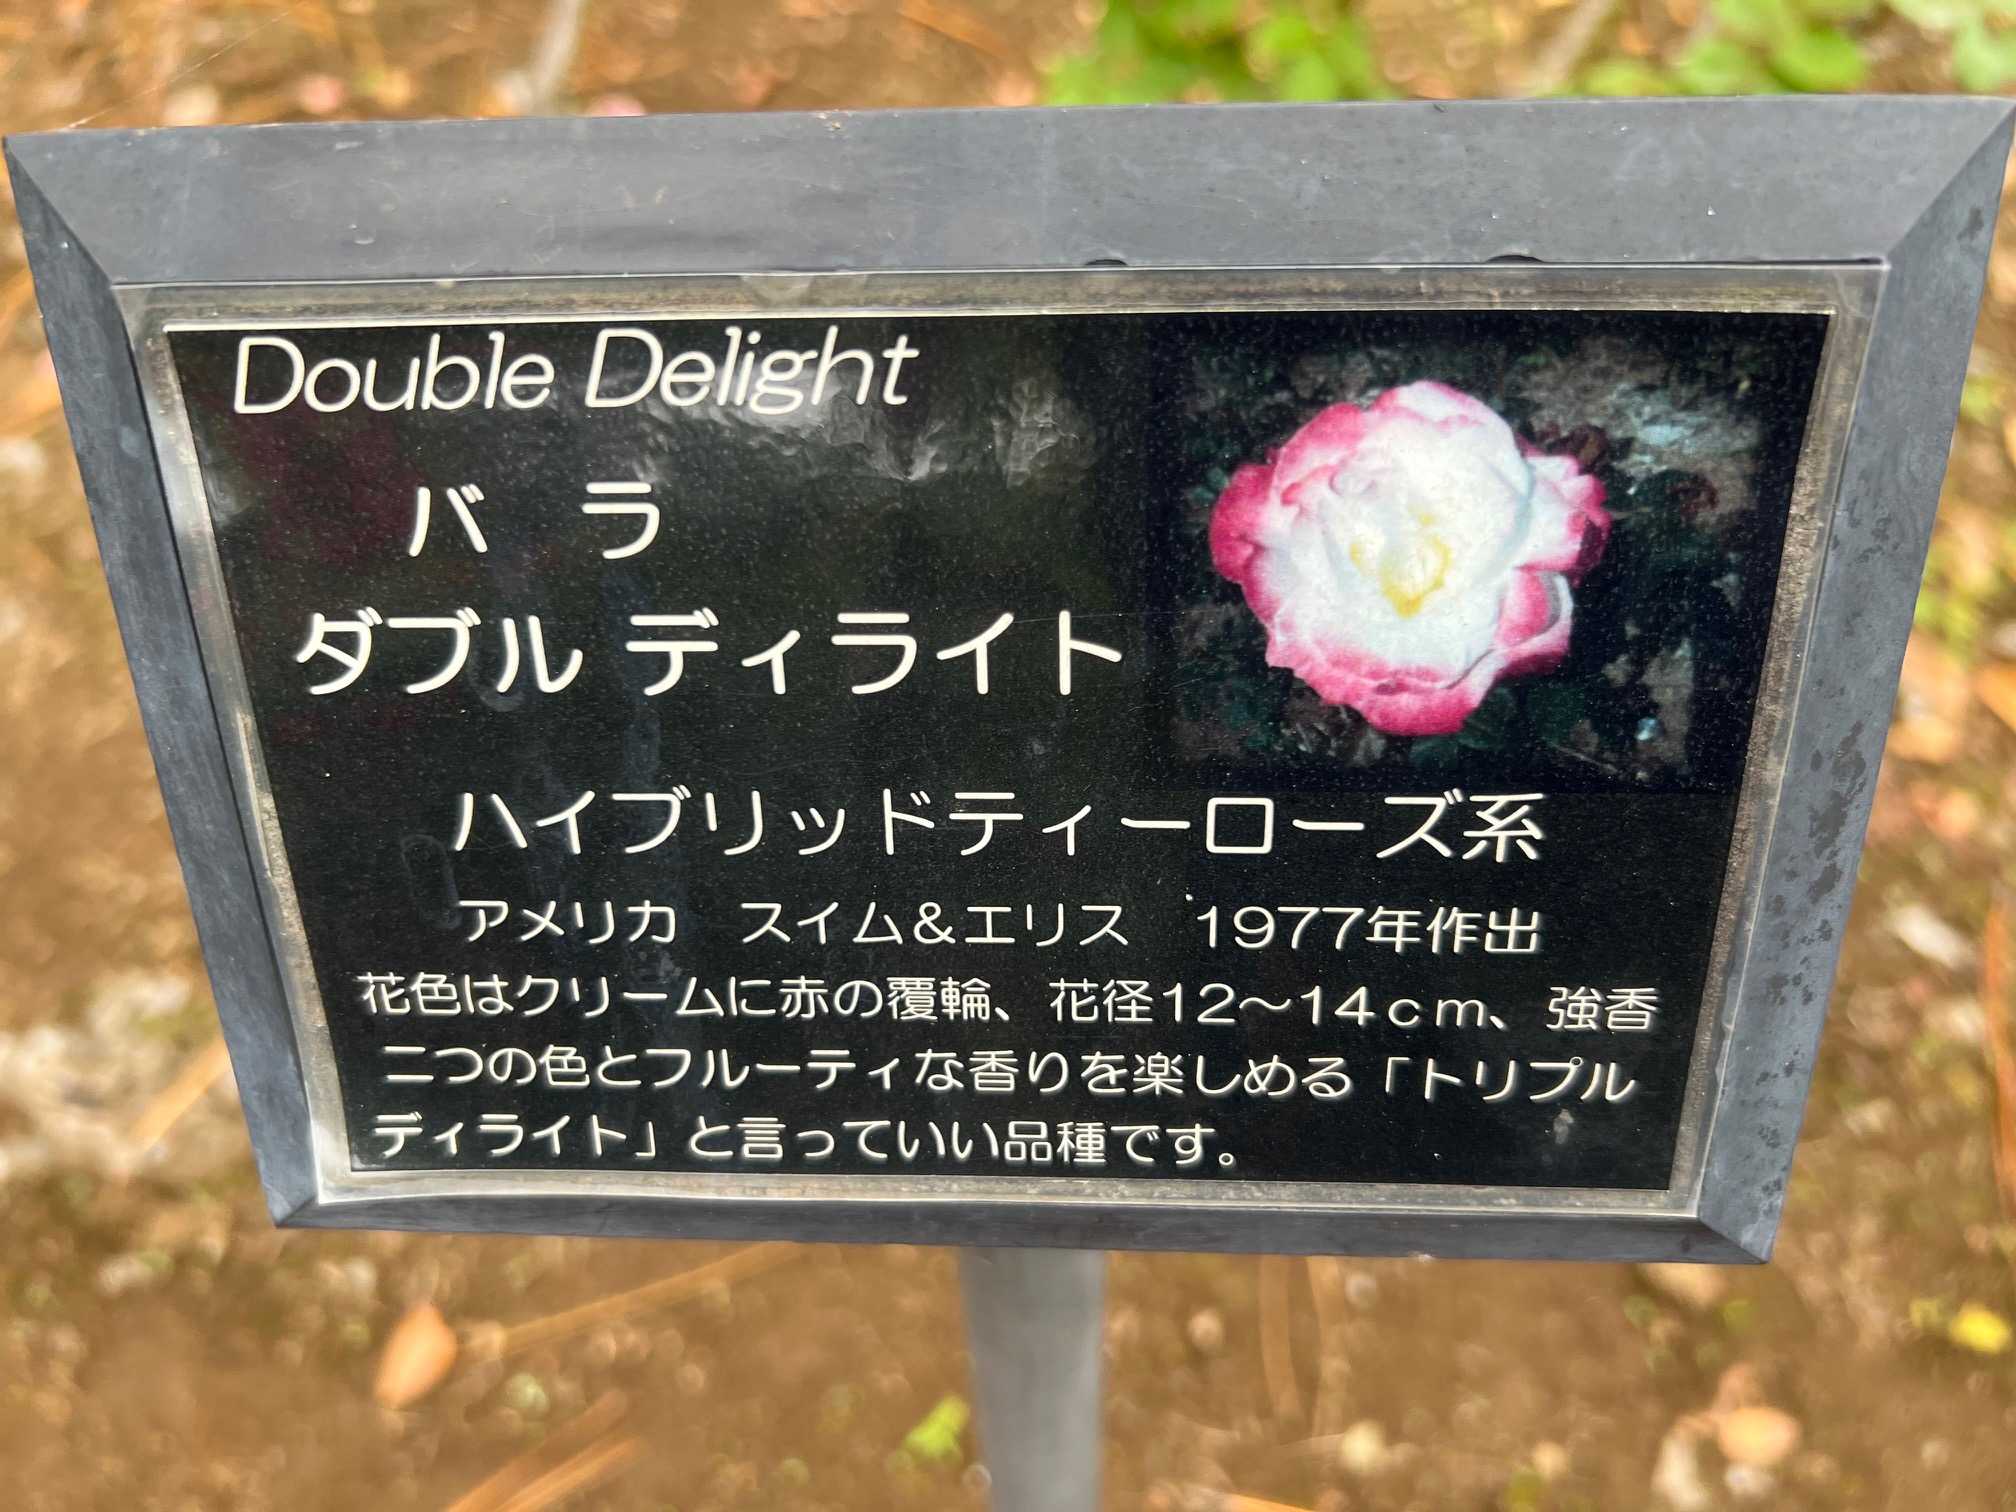 Double Delight
バ　ラ
ダブル ディライト
ハイブリッドティーローズ系
アメリカ　スイム&エリス　1977年作出
花色はクリームに赤の覆輪、花径12〜14cm、強香
二つの色とフルーティな香りを楽しめる「トリプル
ディライト」と言っていい品種です。